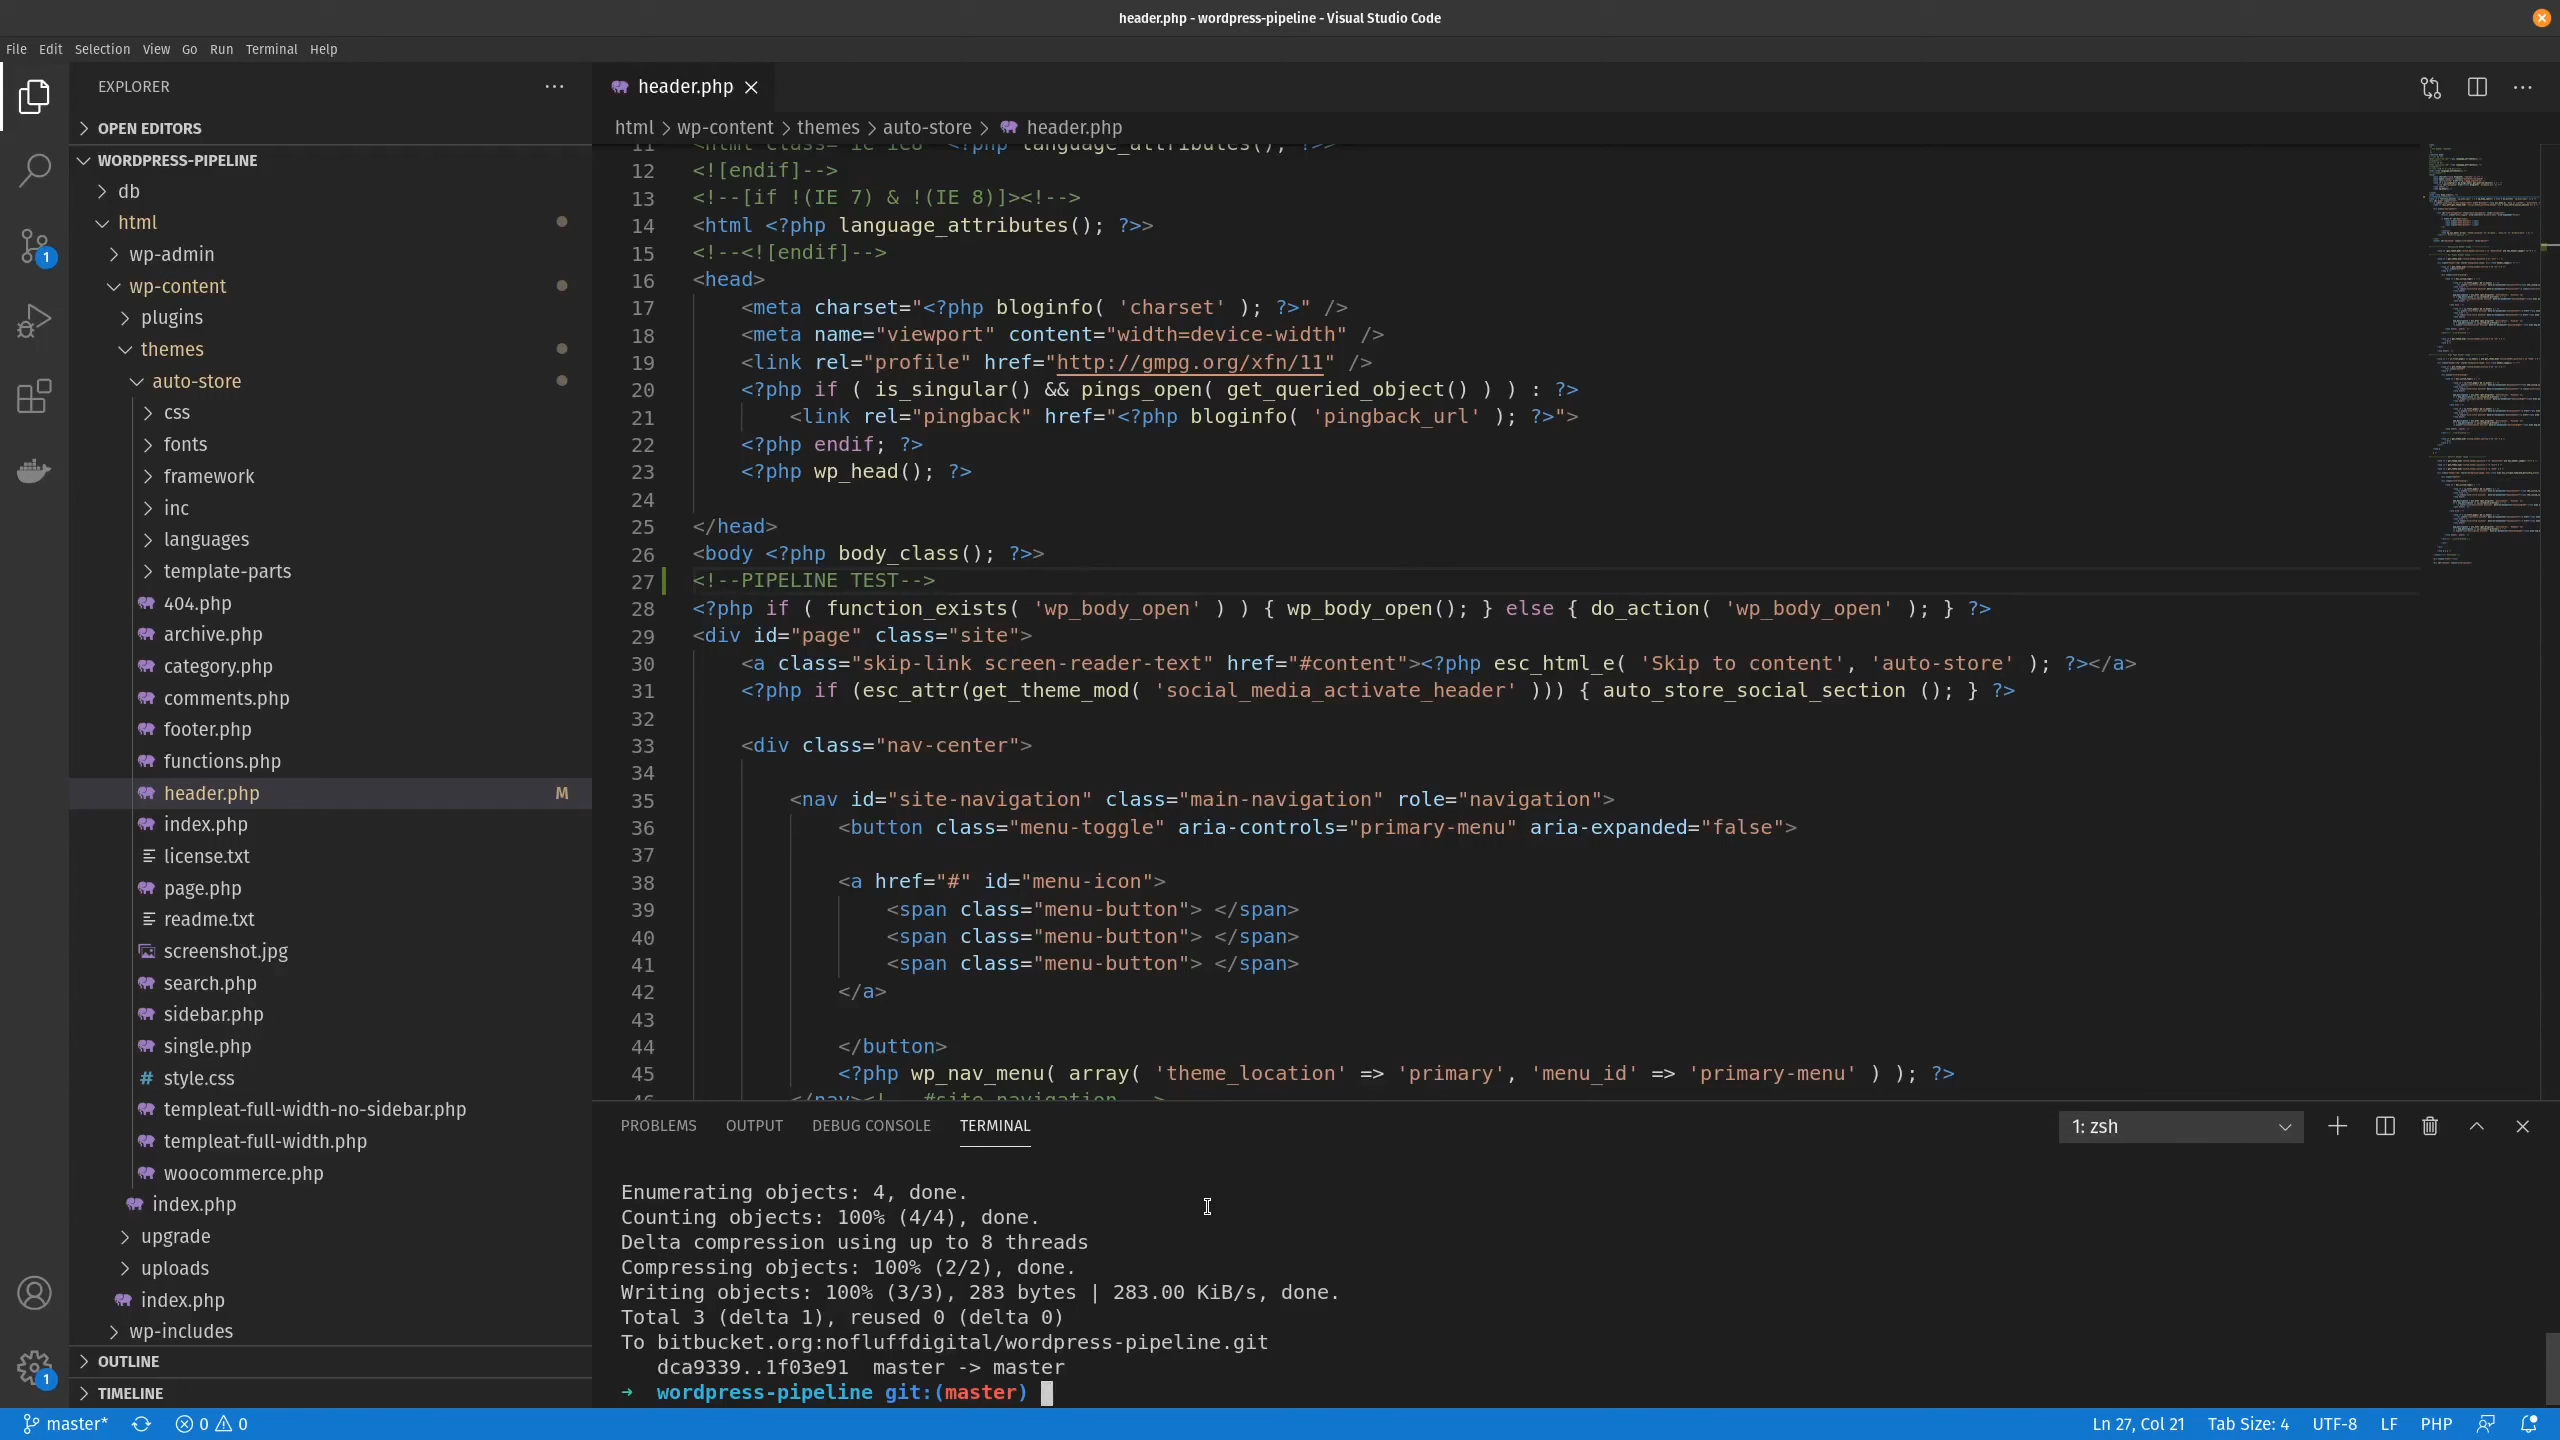 header.php - wordpress-pipeline - Visual Studio Code
File Edit Selection View Go Run Terminal Help
EXPLORER
OPEN EDITORS
WORDPRESS-PIPELINE
db
html
wp-admin
wp-content
plugins
themes
auto-store
css
fonts
framework
inc
languages
template-parts
404.php
archive.php
category.php
comments.php
footer.php
functions.php
header.php M
index.php
license.txt
page.php
readme.txt
screenshot.jpg
search.php
sidebar.php
single.php
# style.css
templeat-full-width-no-sidebar.php
templeat-full-width.php
woocommerce.php
index.php
upgrade
uploads
index.php
wp-includes
OUTLINE
TIMELINE
1
1
header.php
html > wp-content > themes > auto-store > header.php
11 <html class="ie ie8" <?php language_attributes(); ?>>
12 <![endif]-->
13 <!--[if !(IE 7) & !(IE 8)]><!-->
14 <html <?php language_attributes(); ?>>
15 <!--<![endif]-->
16 <head>
17 <meta charset="<?php bloginfo( 'charset' ); ?>" />
18 <meta name="viewport" content="width=device-width" />
19 <link rel="profile" href="http://gmpg.org/xfn/11" />
20 <?php if ( is_singular() && pings_open( get_queried_object() ) ) : ?>
21 <link rel="pingback" href="<?php bloginfo( 'pingback_url' ); ?>">
22 <?php endif; ?>
23 <?php wp_head(); ?>
24
25 </head>
26 <body <?php body_class(); ?>>
27 <!--PIPELINE TEST-->
28 <?php if ( function_exists( 'wp_body_open' ) ) { wp_body_open(); } else { do_action( 'wp_body_open' ); } ?>
29 <div id="page" class="site">
30 <a class="skip-link screen-reader-text" href="#content"><?php esc_html_e( 'Skip to content', 'auto-store' ); ?></a>
31 <?php if (esc_attr(get_theme_mod( 'social_media_activate_header' ))) { auto_store_social_section (); } ?>
32
33 <div class="nav-center">
34
35 <nav id="site-navigation" class="main-navigation" role="navigation">
36 <button class="menu-toggle" aria-controls="primary-menu" aria-expanded="false">
37
38 <a href="#" id="menu-icon">
39 <span class="menu-button"> </span>
40 <span class="menu-button"> </span>
41 <span class="menu-button"> </span>
42 </a>
43
44 </button>
45 <?php wp_nav_menu( array( 'theme_location' => 'primary', 'menu_id' => 'primary-menu' ) ); ?>
46 </nav><!-- #site-navigation -->
PROBLEMS OUTPUT DEBUG CONSOLE TERMINAL 1: zsh
Enumerating objects: 4, done.
Counting objects: 100% (4/4), done.
Delta compression using up to 8 threads
Compressing objects: 100% (2/2), done.
Writing objects: 100% (3/3), 283 bytes | 283.00 KiB/s, done.
Total 3 (delta 1), reused 0 (delta 0)
To bitbucket.org:nofluffdigital/wordpress-pipeline.git
dca9339..1f03e91 master -> master
→ wordpress-pipeline git:(master)
master* 0 0 Ln 27, Col 21 Tab Size: 4 UTF-8 LF PHP